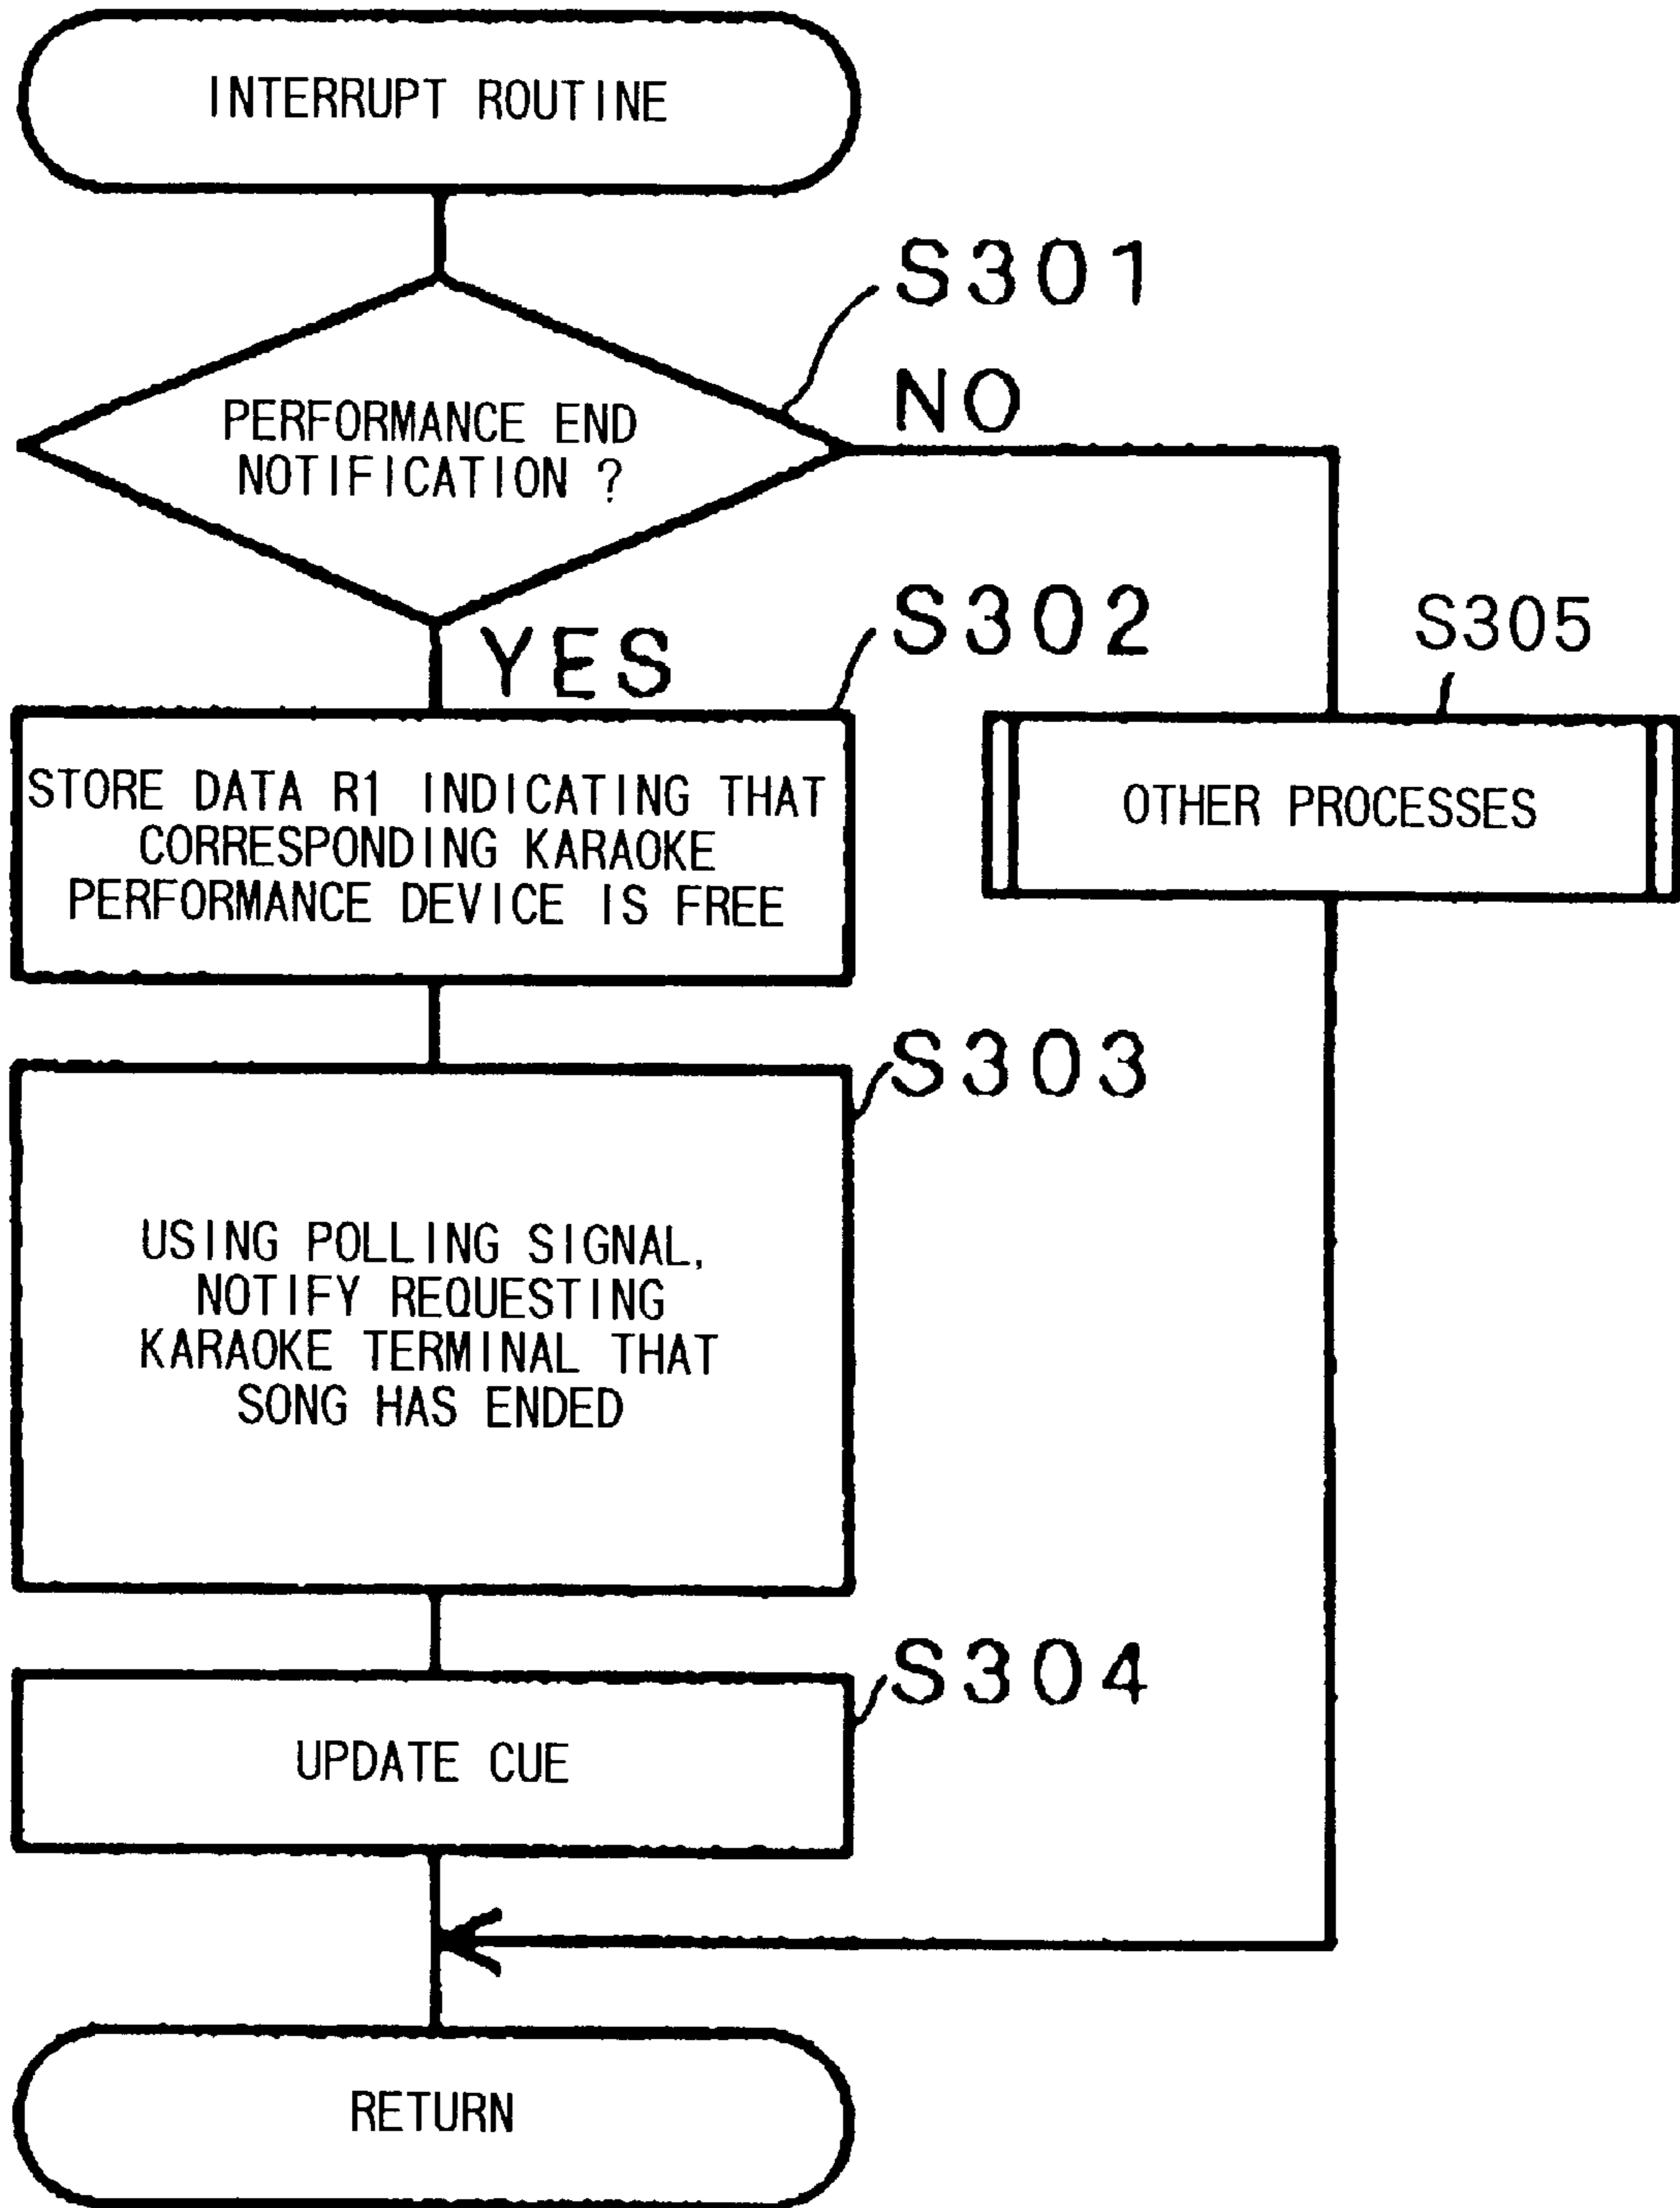 INTERRUPT ROUTINE
S301
NO
PERFORMANCE END
NOTIFICATION ?
YES
S302
S305
STORE DATA R1 INDICATING THAT
CORRESPONDING KARAOKE
PERFORMANCE DEVICE IS FREE
OTHER PROCESSES
S303
USING POLLING SIGNAL,
NOTIFY REQUESTING
KARAOKE TERMINAL THAT
SONG HAS ENDED
S304
UPDATE CUE
RETURN